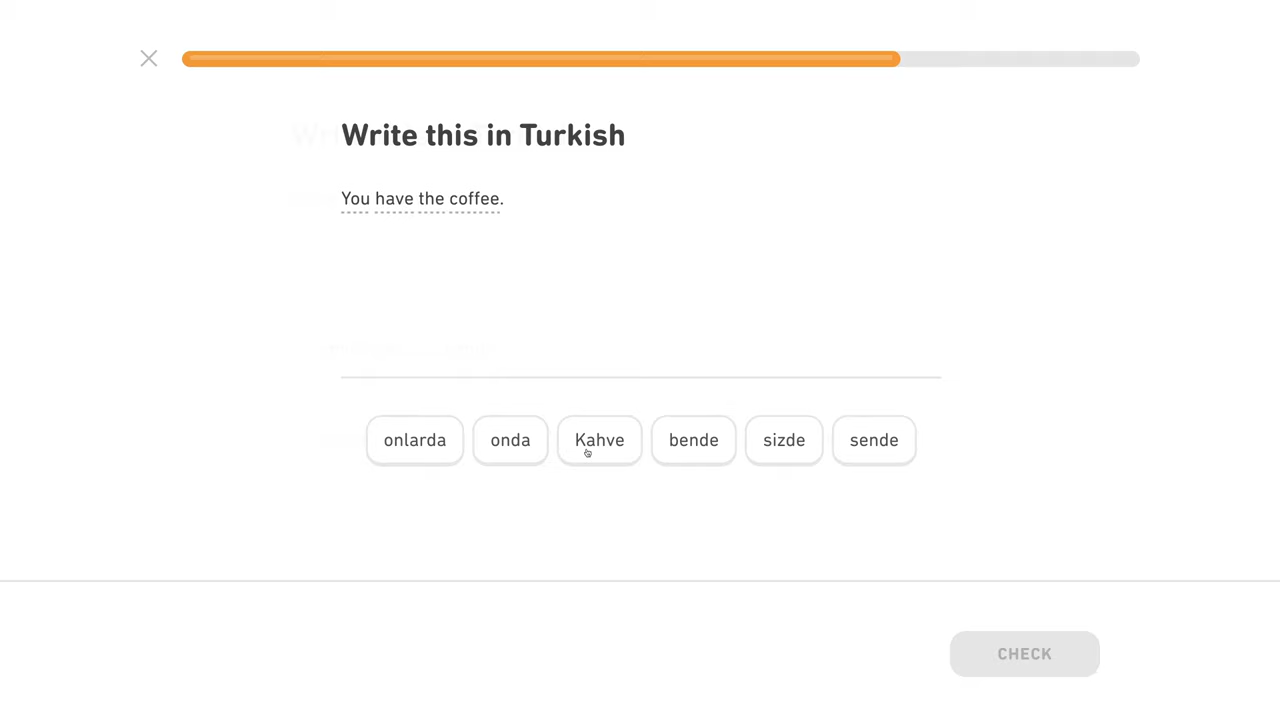 Write this in Turkish
You have the coffee.
onlarda onda Kahve bende sizde sende
CHECK